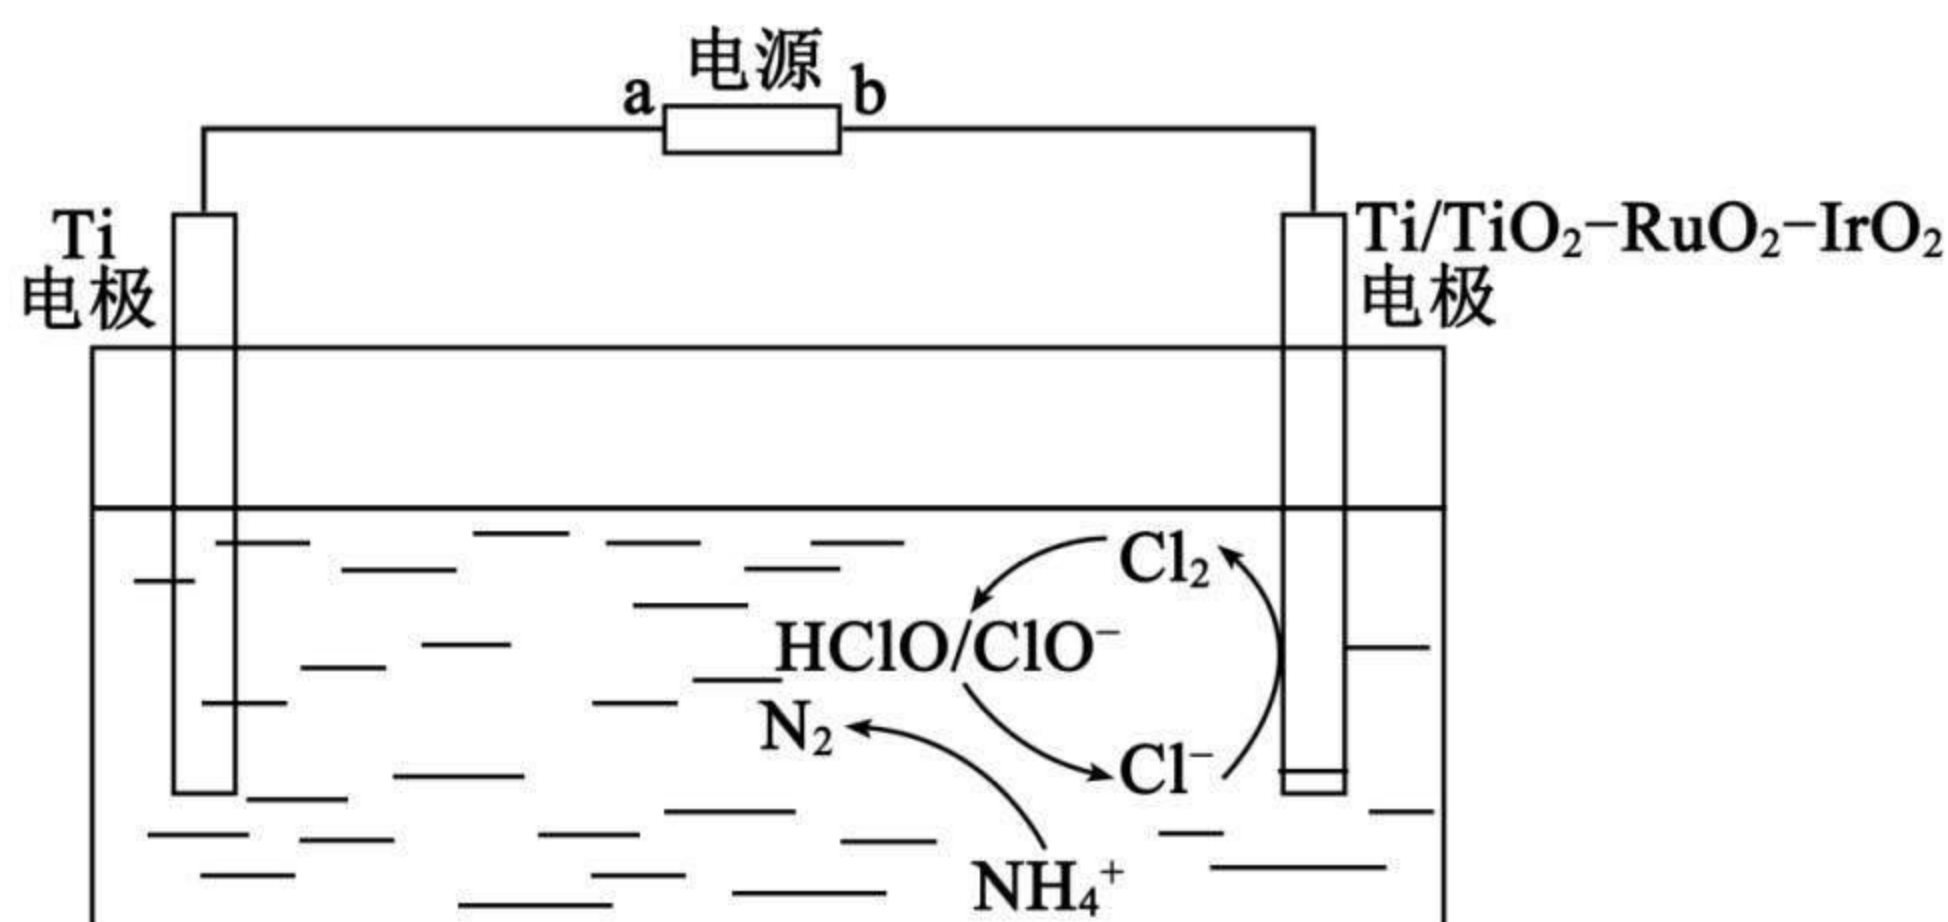 电源
a b
Ti
电极
Ti/TiO₂−RuO₂−IrO₂
电极
Cl₂
HClO/ClO⁻
N₂
Cl⁻
NH₄⁺